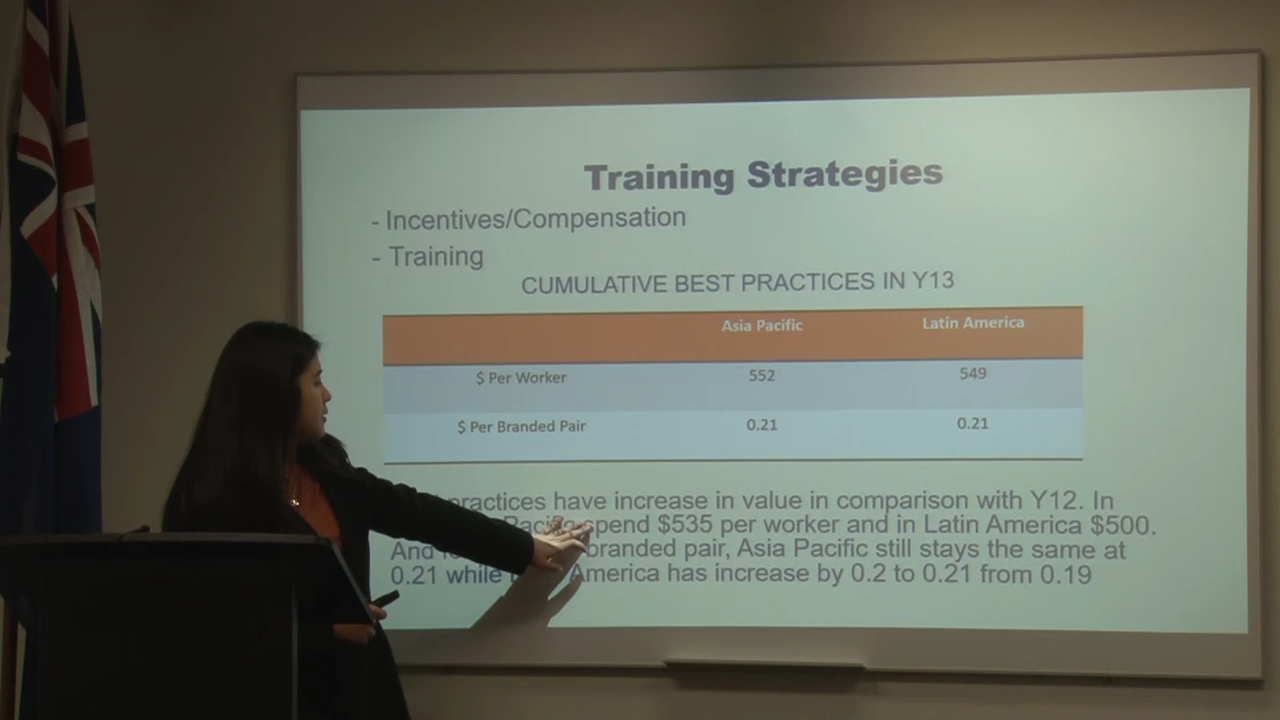 Training Strategies
- Incentives/Compensation
- Training
CUMULATIVE BEST PRACTICES IN Y13
Asia Pacific Latin America
$ Per Worker 552 549
$ Per Branded Pair 0.21 0.21
practices have increase in value in comparison with Y12. In
Pacific spend $535 per worker and in Latin America $500.
And branded pair, Asia Pacific still stays the same at
0.21 while America has increase by 0.2 to 0.21 from 0.19